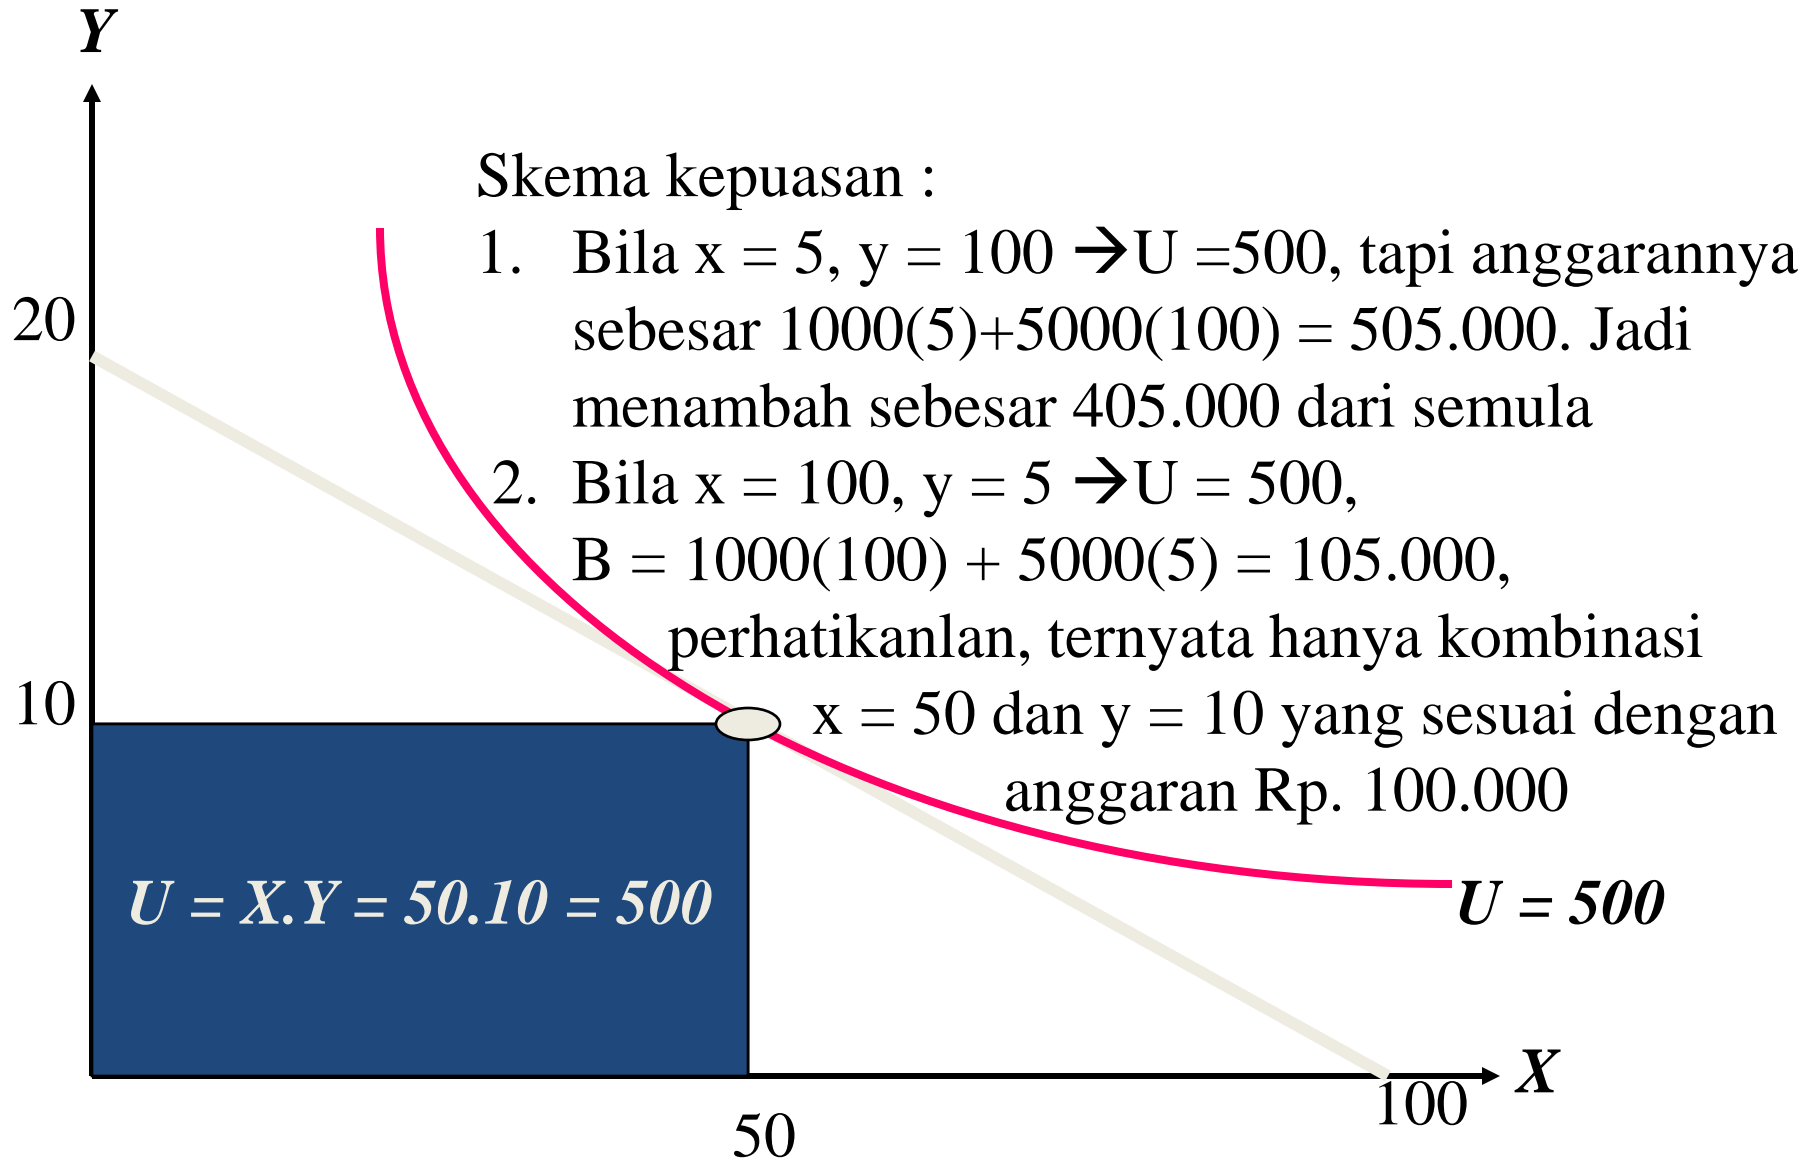 Y
Skema kepuasan :
1. Bila x = 5, y = 100 →U =500, tapi anggarannya
sebesar 1000(5)+5000(100) = 505.000. Jadi
menambah sebesar 405.000 dari semula
2. Bila x = 100, y = 5 →U = 500,
B = 1000(100) + 5000(5) = 105.000,
perhatikanlan, ternyata hanya kombinasi
x = 50 dan y = 10 yang sesuai dengan
anggaran Rp. 100.000
20
10
U = X.Y = 50.10 = 500
U = 500
X
100
50